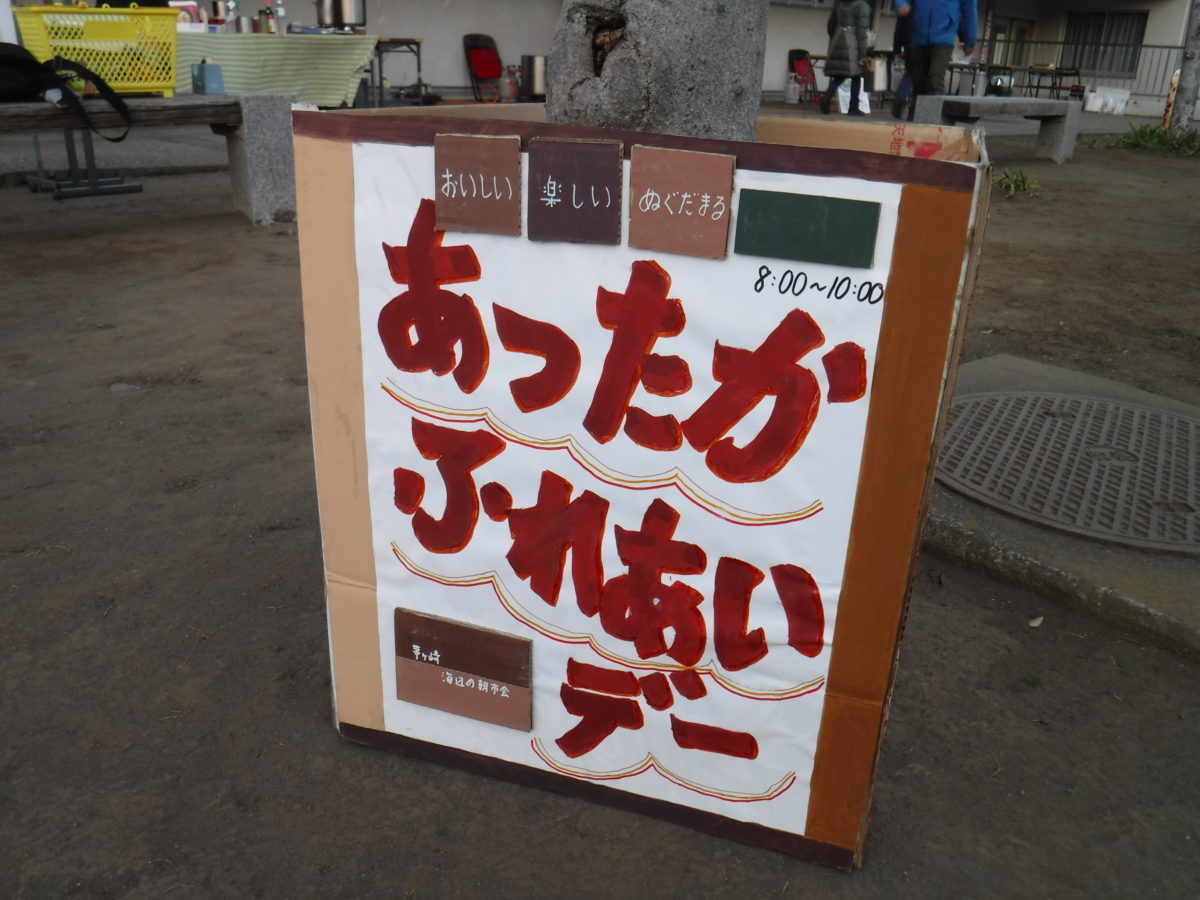 おいしい
楽しい
ぬぐだまる
8:00~10:00
あったか
ふれあい
デー
茅ヶ崎
海辺の朝市会